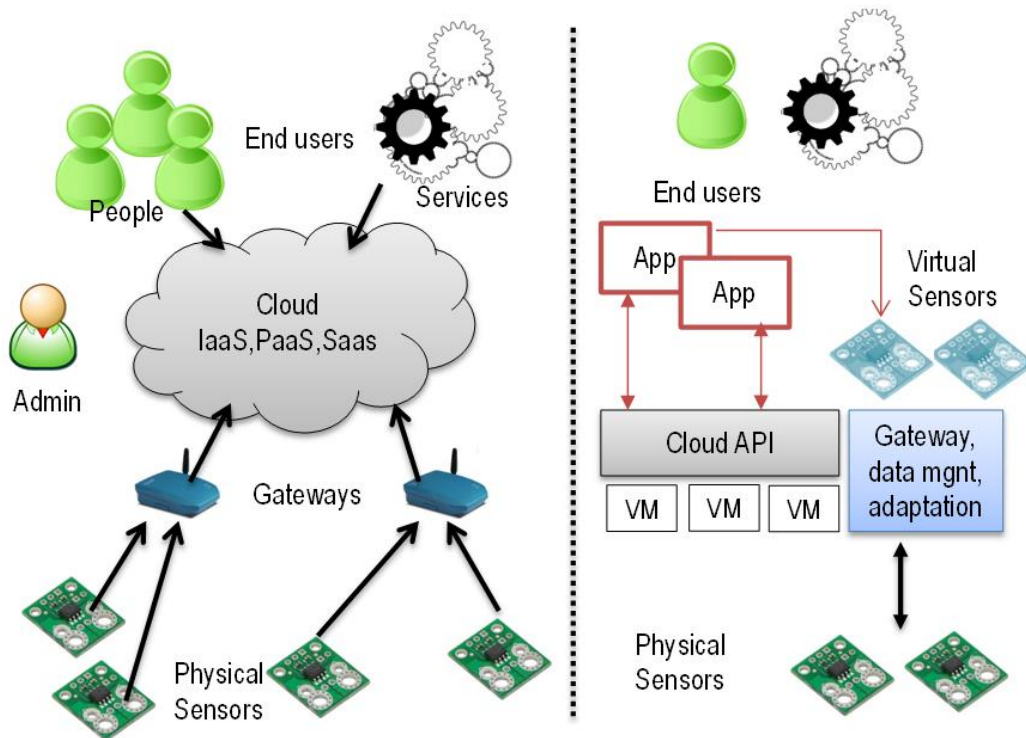 End users
People
Services
Cloud
IaaS,PaaS,Saas
Admin
Gateways
Physical
Sensors
End users
App
App
Virtual
Sensors
Cloud API
VM
VM
VM
Gateway,
data mgnt,
adaptation
Physical
Sensors